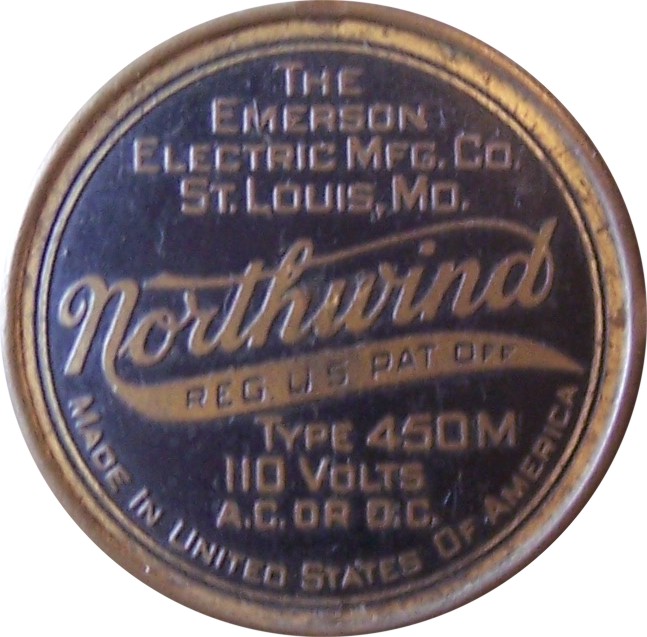 THE
EMERSON
ELECTRIC MFG. CO.
ST. LOUIS, MO.
Northwind
REG. U S PAT OFF
TYPE 450M
110 VOLTS
A.C. OR D.C.
MADE IN UNITED STATES OF AMERICA